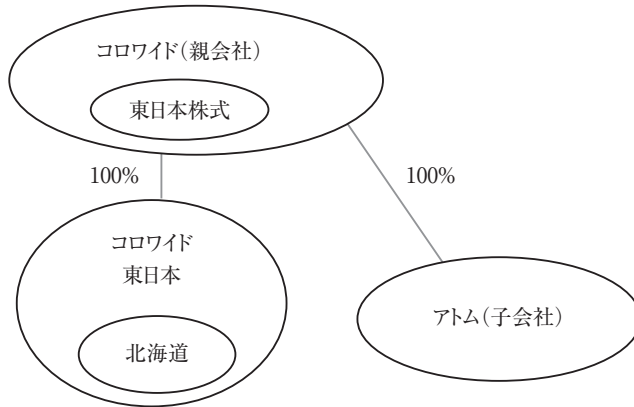 コロワイド(親会社)
東日本株式
100%
100%
コロワイド
東日本
アトム(子会社)
北海道